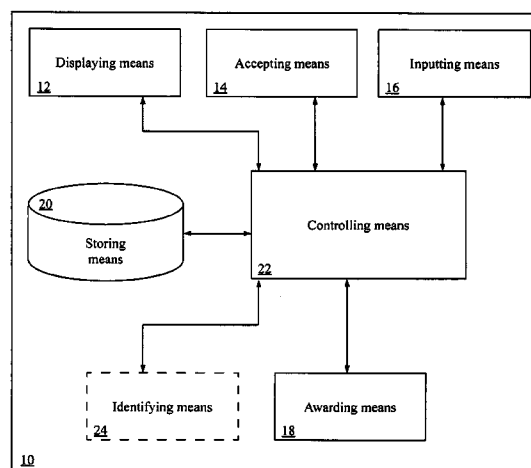 Displaying means
12
Accepting means
14
Inputting means
16
20
Storing
means
Controlling means
22
Identifying means
24
Awarding means
18
10